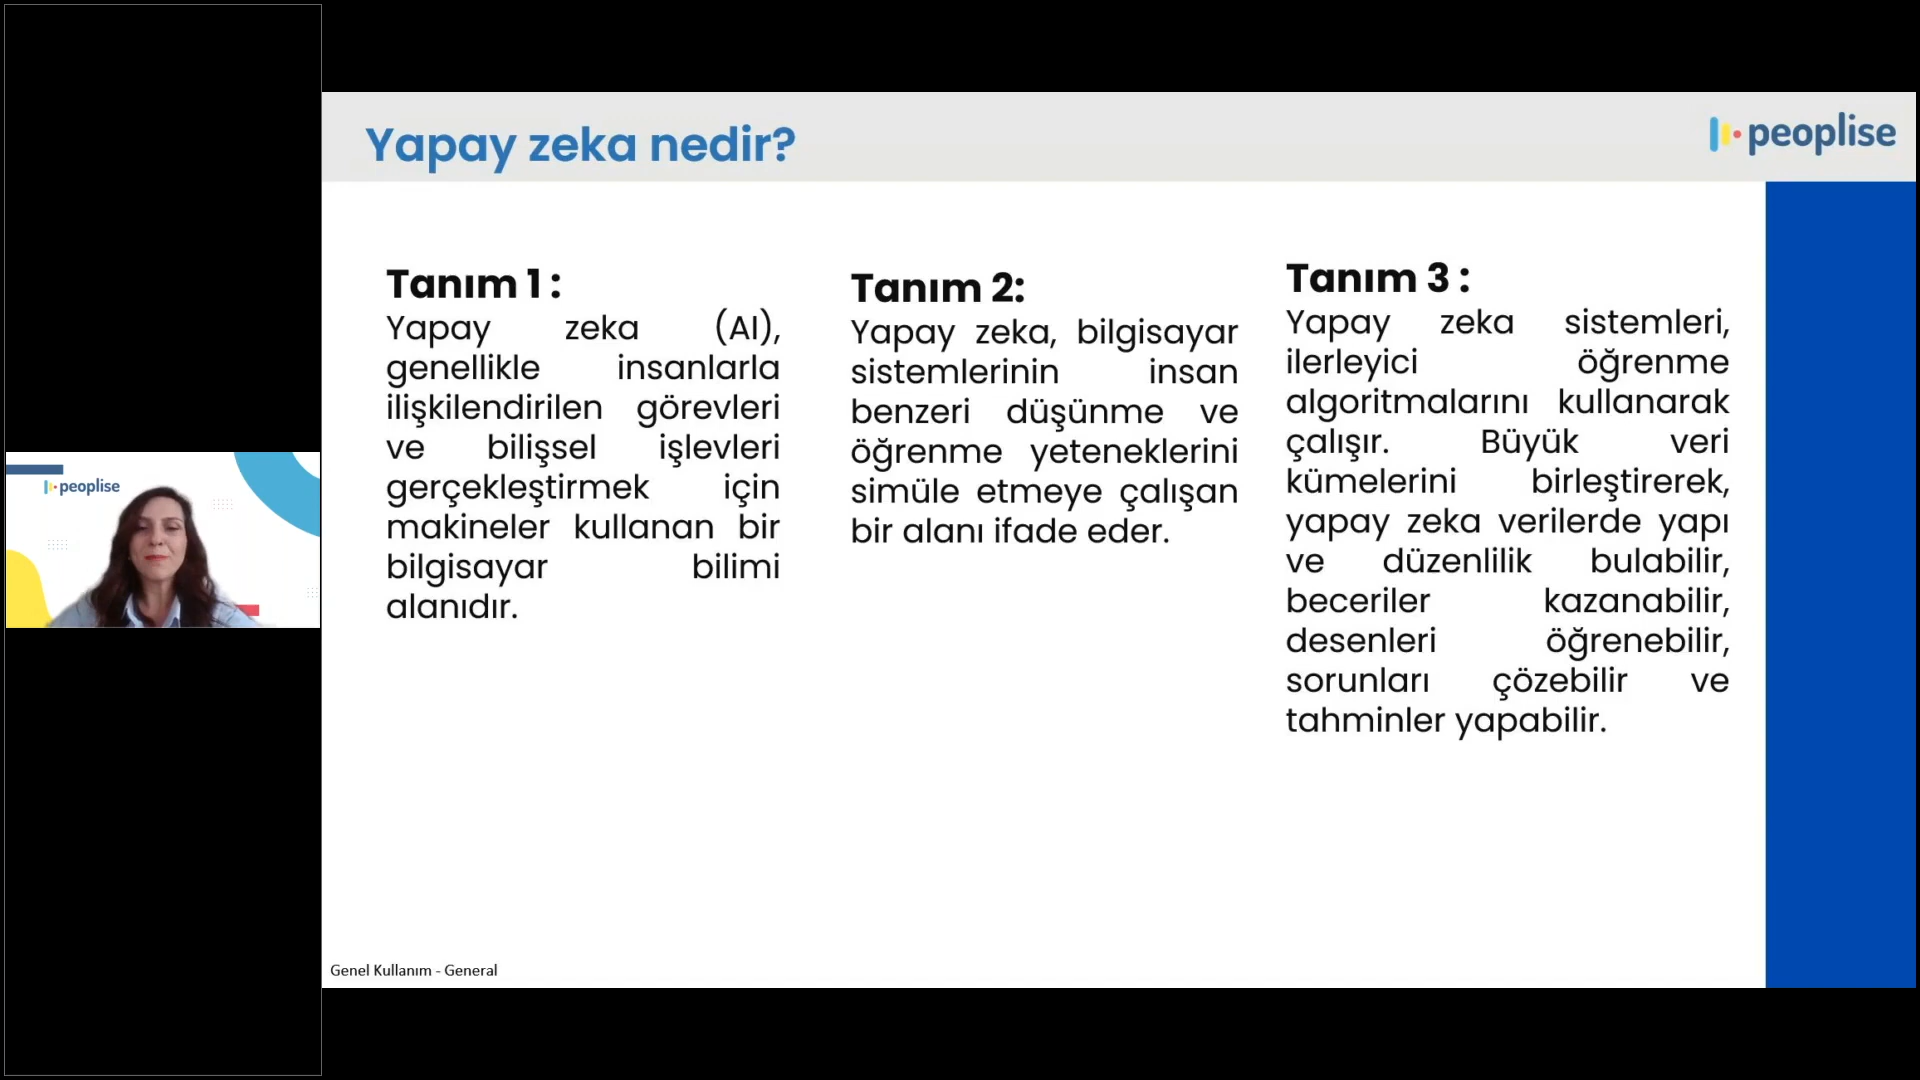 Yapay zeka nedir?
peoplise
Tanım 1 :
Yapay zeka (AI),
genellikle insanlarla
ilişkilendirilen görevleri
ve bilişsel işlevleri
gerçekleştirmek için
makineler kullanan bir
bilgisayar bilimi
alanıdır.
Tanım 2:
Yapay zeka, bilgisayar
sistemlerinin insan
benzeri düşünme ve
öğrenme yeteneklerini
simüle etmeye çalışan
bir alanı ifade eder.
Tanım 3 :
Yapay zeka sistemleri,
ilerleyici öğrenme
algoritmalarını kullanarak
çalışır. Büyük veri
kümelerini birleştirerek,
yapay zeka verilerde yapı
ve düzenlilik bulabilir,
beceriler kazanabilir,
desenleri öğrenebilir,
sorunları çözebilir ve
tahminler yapabilir.
peoplise
Genel Kullanım - General